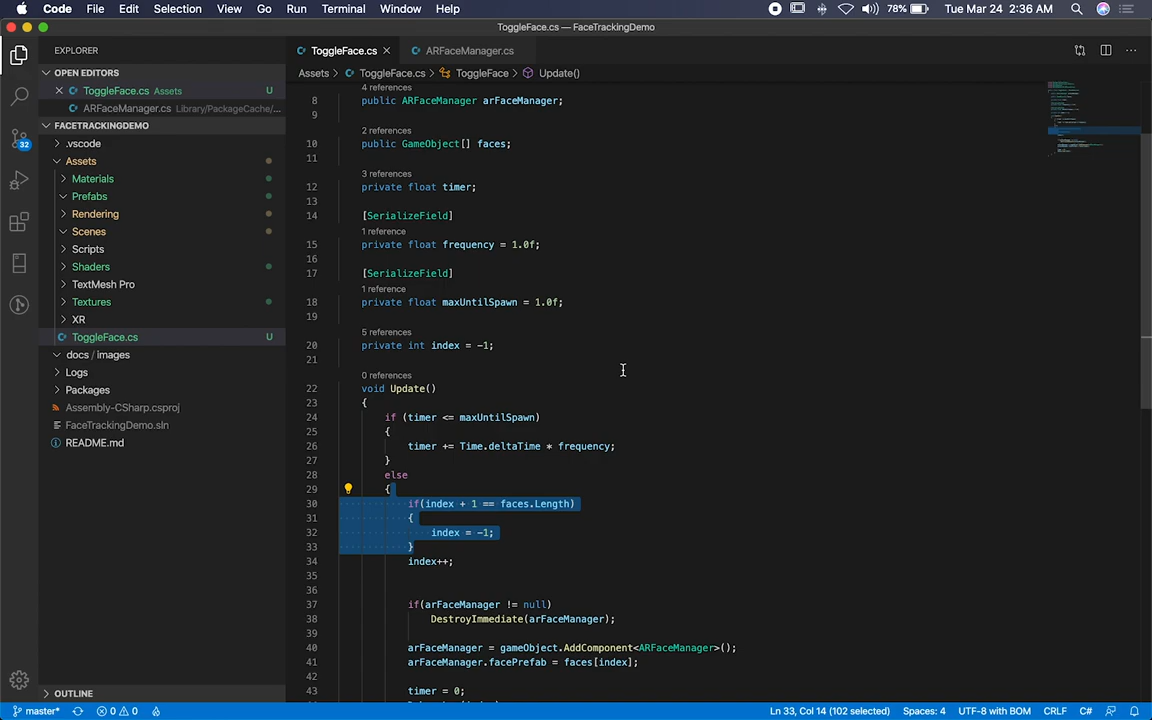 Code File Edit Selection View Go Run Terminal Window Help 78% Tue Mar 24 2:36 AM
ToggleFace.cs — FaceTrackingDemo
EXPLORER
ToggleFace.cs ARFaceManager.cs
OPEN EDITORS
ToggleFace.cs Assets U
ARFaceManager.cs Library/PackageCache/...
FACETRACKINGDEMO
.vscode
Assets
Materials
Prefabs
Rendering
Scenes
Scripts
Shaders
TextMesh Pro
Textures
XR
ToggleFace.cs U
docs / images
Logs
Packages
Assembly-CSharp.csproj
FaceTrackingDemo.sln
README.md
OUTLINE
32
Assets > ToggleFace.cs > ToggleFace > Update()
4 references
8 public ARFaceManager arFaceManager;
9
2 references
10 public GameObject[] faces;
11
3 references
12 private float timer;
13
14 [SerializeField]
1 reference
15 private float frequency = 1.0f;
16
17 [SerializeField]
1 reference
18 private float maxUntilSpawn = 1.0f;
19
5 references
20 private int index = -1;
21
0 references
22 void Update()
23 {
24 if (timer <= maxUntilSpawn)
25 {
26 timer += Time.deltaTime * frequency;
27 }
28 else
29 {
30 if(index + 1 == faces.Length)
31 {
32 index = -1;
33 }
34 index++;
35
36
37 if(arFaceManager != null)
38 DestroyImmediate(arFaceManager);
39
40 arFaceManager = gameObject.AddComponent<ARFaceManager>();
41 arFaceManager.facePrefab = faces[index];
42
43 timer = 0;
master* 0 0 Ln 33, Col 14 (102 selected) Spaces: 4 UTF-8 with BOM CRLF C#